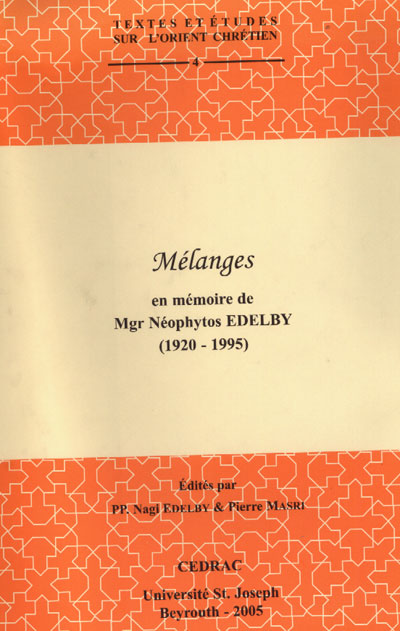 TEXTES ET ÉTUDES
SUR L'ORIENT CHRÉTIEN
4
Mélanges
en mémoire de
Mgr Néophytos EDELBY
(1920 - 1995)
Édités par
PP. Nagi EDELBY & Pierre MASRI
CEDRAC
Université St. Joseph
Beyrouth - 2005